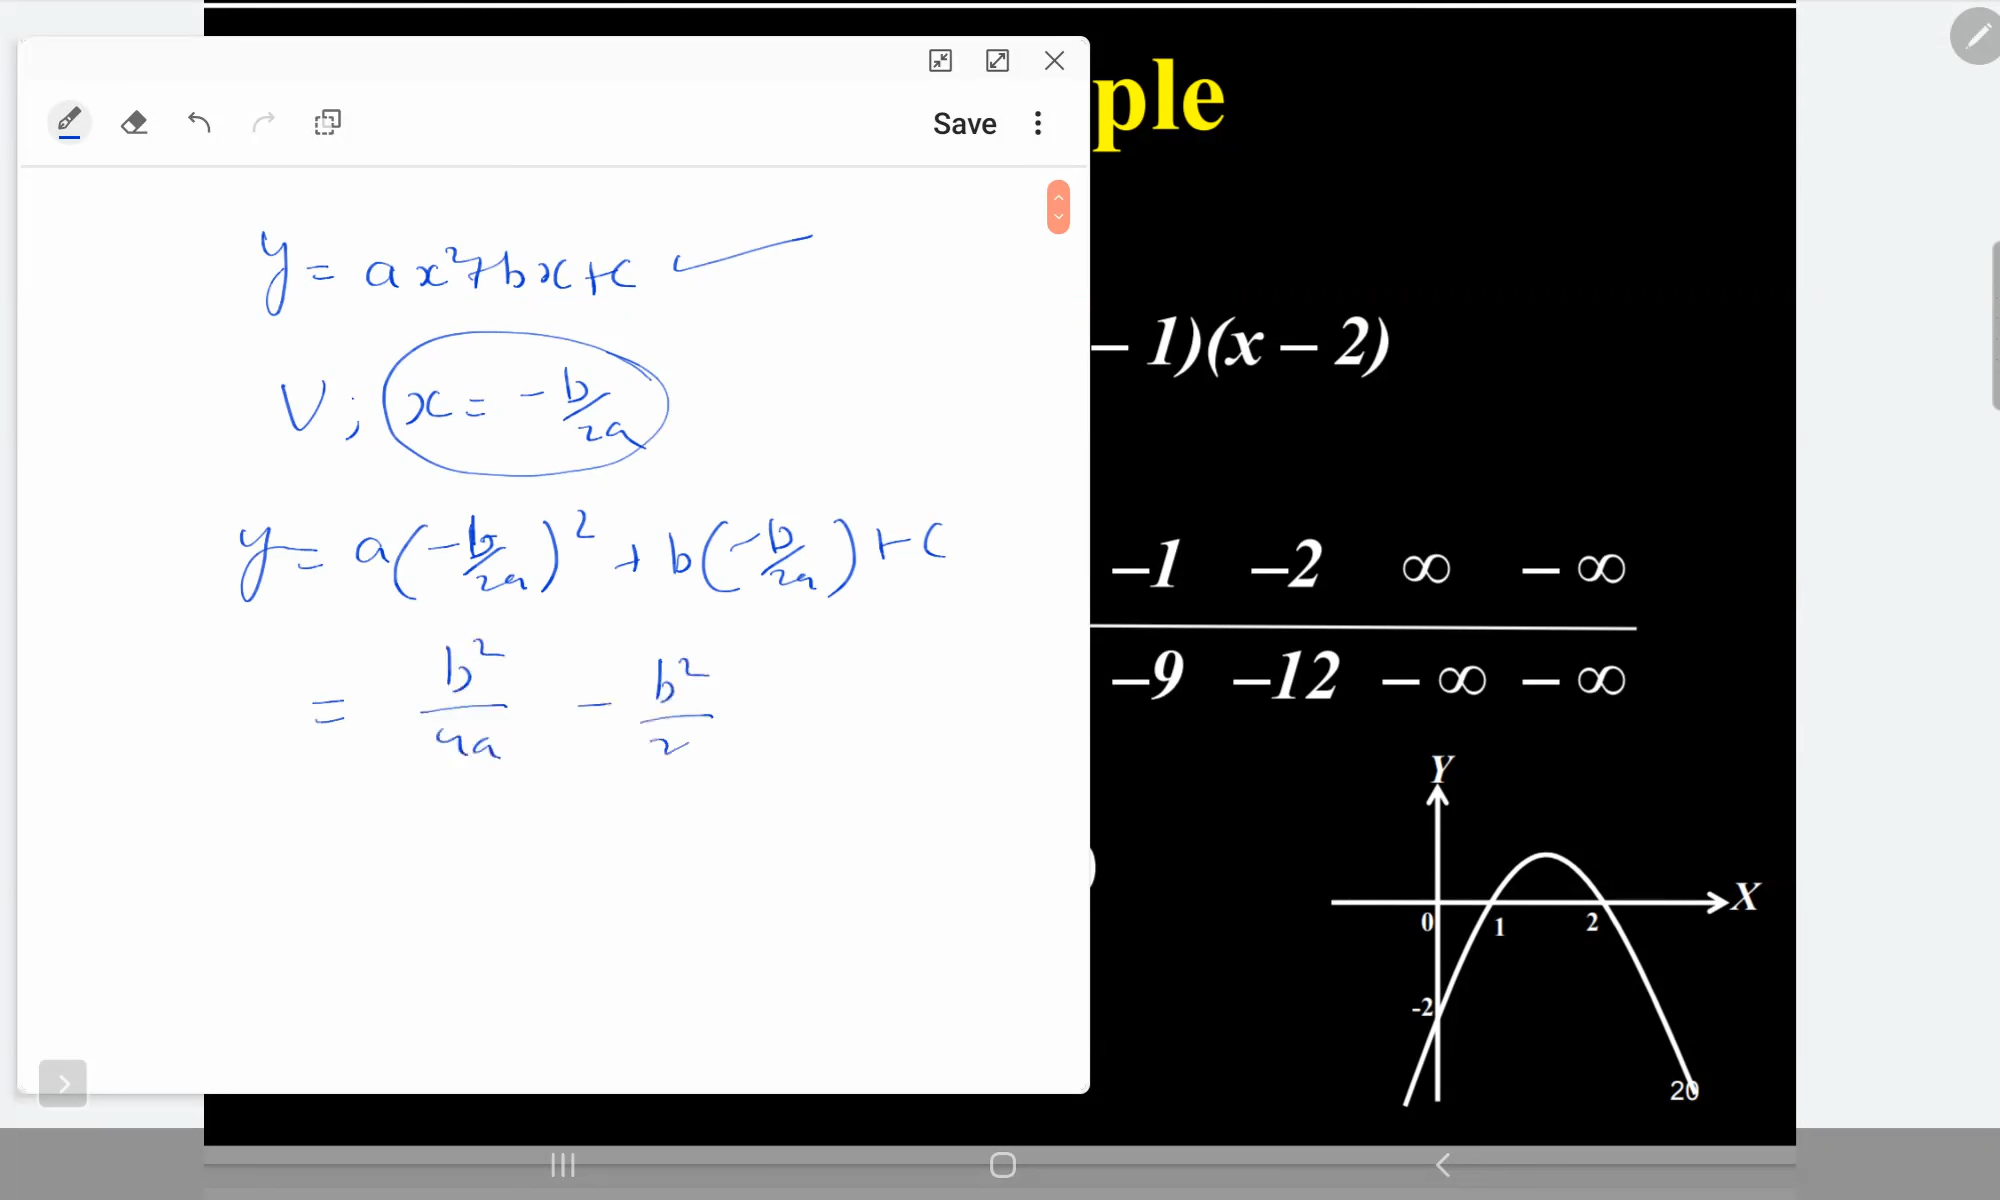 Save
y = ax²+bx+c
V; x = -b/2a
y = a(-b/2a)² + b(-b/2a)+c
= b²/4a - b²/2
ple
– 1)(x – 2)
–1 –2 ∞ – ∞
–9 –12 – ∞ – ∞
)
Y
X
0
1
2
-2
20